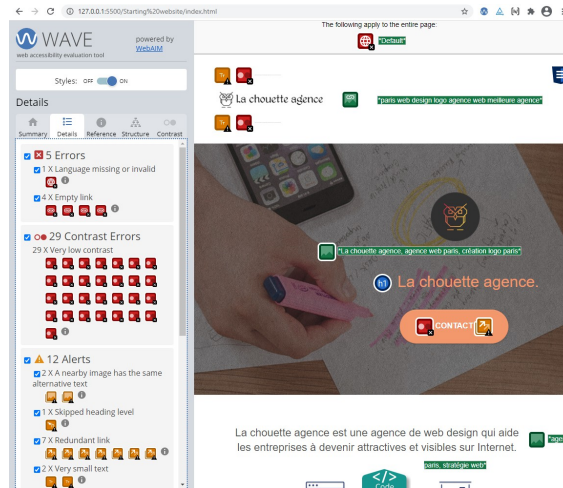 127.0.0.1:5500/Starting%20website/index.html
WAVE
web accessibility evaluation tool
powered by
WebAIM
Styles: OFF ON
Details
Summary Details Reference Structure Contrast
5 Errors
1 X Language missing or invalid
4 X Empty link
29 Contrast Errors
29 X Very low contrast
12 Alerts
2 X A nearby image has the same
alternative text
1 X Skipped heading level
7 X Redundant link
2 X Very small text
The following apply to the entire page:
*Default*
La chouette agence
*paris web design logo agence web meilleure agence*
*La chouette agence, agence web paris, création logo paris*
h1 La chouette agence.
CONTACT
La chouette agence est une agence de web design qui aide
les entreprises à devenir attractives et visibles sur Internet.
paris, stratégie web*